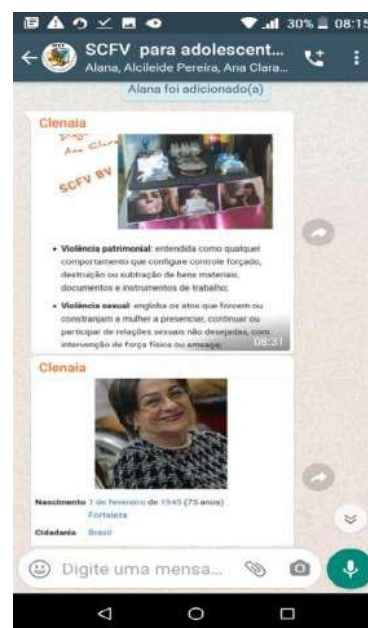 30% 08:15
SCFV para adolescent...
Alana, Alcileide Pereira, Ana Clara...
Alana foi adicionado(a)
Clenaia
Ana Clara
SCFV BV
• Violência patrimonial: entendida como qualquer
comportamento que configure controle forçado,
destruição ou subtração de bens materiais,
documentos e instrumentos de trabalho;
• Violência sexual: engloba os atos que forcem ou
constranjam a mulher a presenciar, continuar ou
participar de relações sexuais não desejadas, com
intervenção de força física ou ameaça;
08:31
Clenaia
Nascimento 1 de fevereiro de 1945 (75 anos)
Fortaleza
Cidadania Brasil
Digite uma mensa...